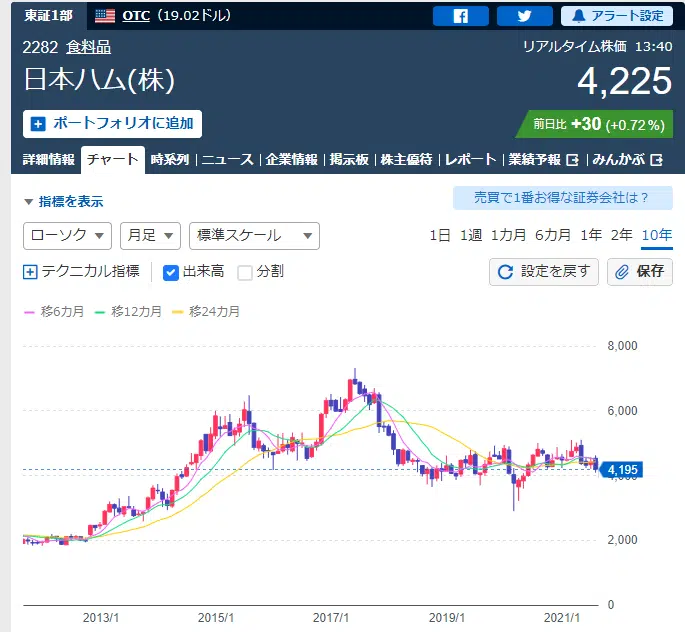 東証1部 OTC（19.02ドル） アラート設定
2282 食料品 リアルタイム株価 13:40
日本ハム(株) 4,225
ポートフォリオに追加 前日比 +30 (+0.72%)
詳細情報 チャート 時系列 ニュース 企業情報 掲示板 株主優待 レポート 業績予報 みんかぶ
指標を表示 売買で1番お得な証券会社は？
ローソク 月足 標準スケール 1日 1週 1カ月 6カ月 1年 2年 10年
テクニカル指標 出来高 分割 設定を戻す 保存
移6カ月 移12カ月 移24カ月
8,000
6,000
4,195
2,000
0
2013/1 2015/1 2017/1 2019/1 2021/1